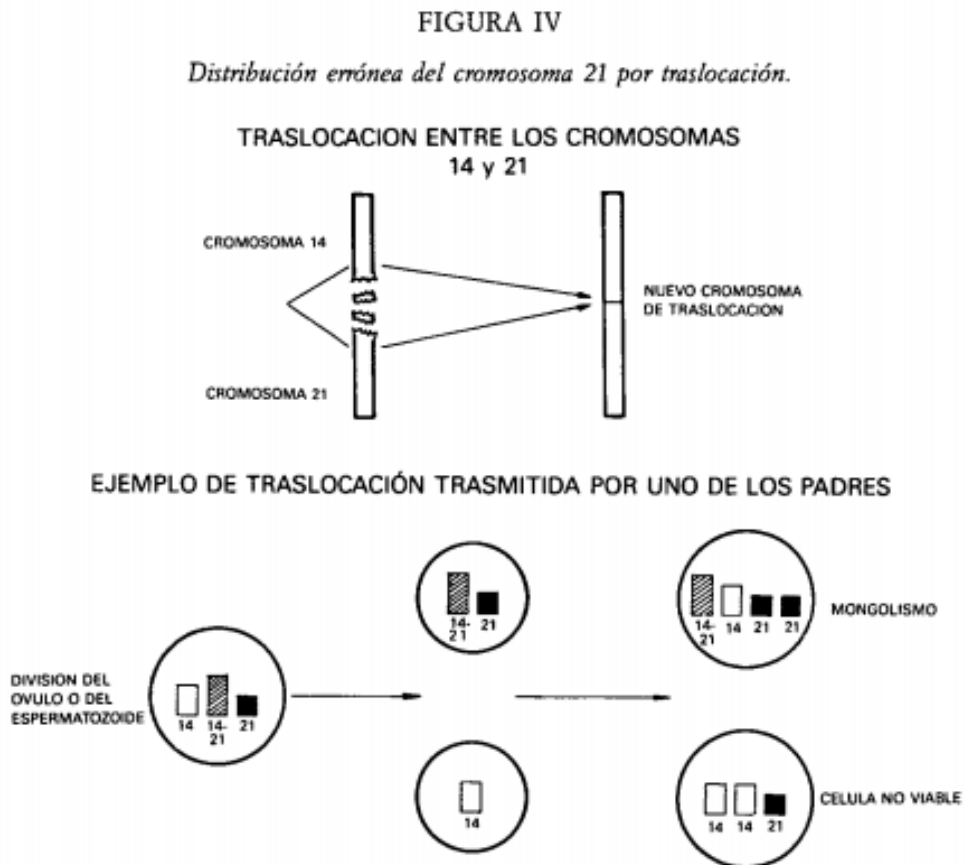 FIGURA IV
Distribución errónea del cromosoma 21 por traslocación.
TRASLOCACION ENTRE LOS CROMOSOMAS
14 y 21
CROMOSOMA 14
NUEVO CROMOSOMA
DE TRASLOCACION
CROMOSOMA 21
EJEMPLO DE TRASLOCACIÓN TRASMITIDA POR UNO DE LOS PADRES
DIVISION DEL
OVULO O DEL
ESPERMATOZOIDE
14 14-21 21
14-21 21
14
14-21 14 21 21
MONGOLISMO
14 14 21
CELULA NO VIABLE